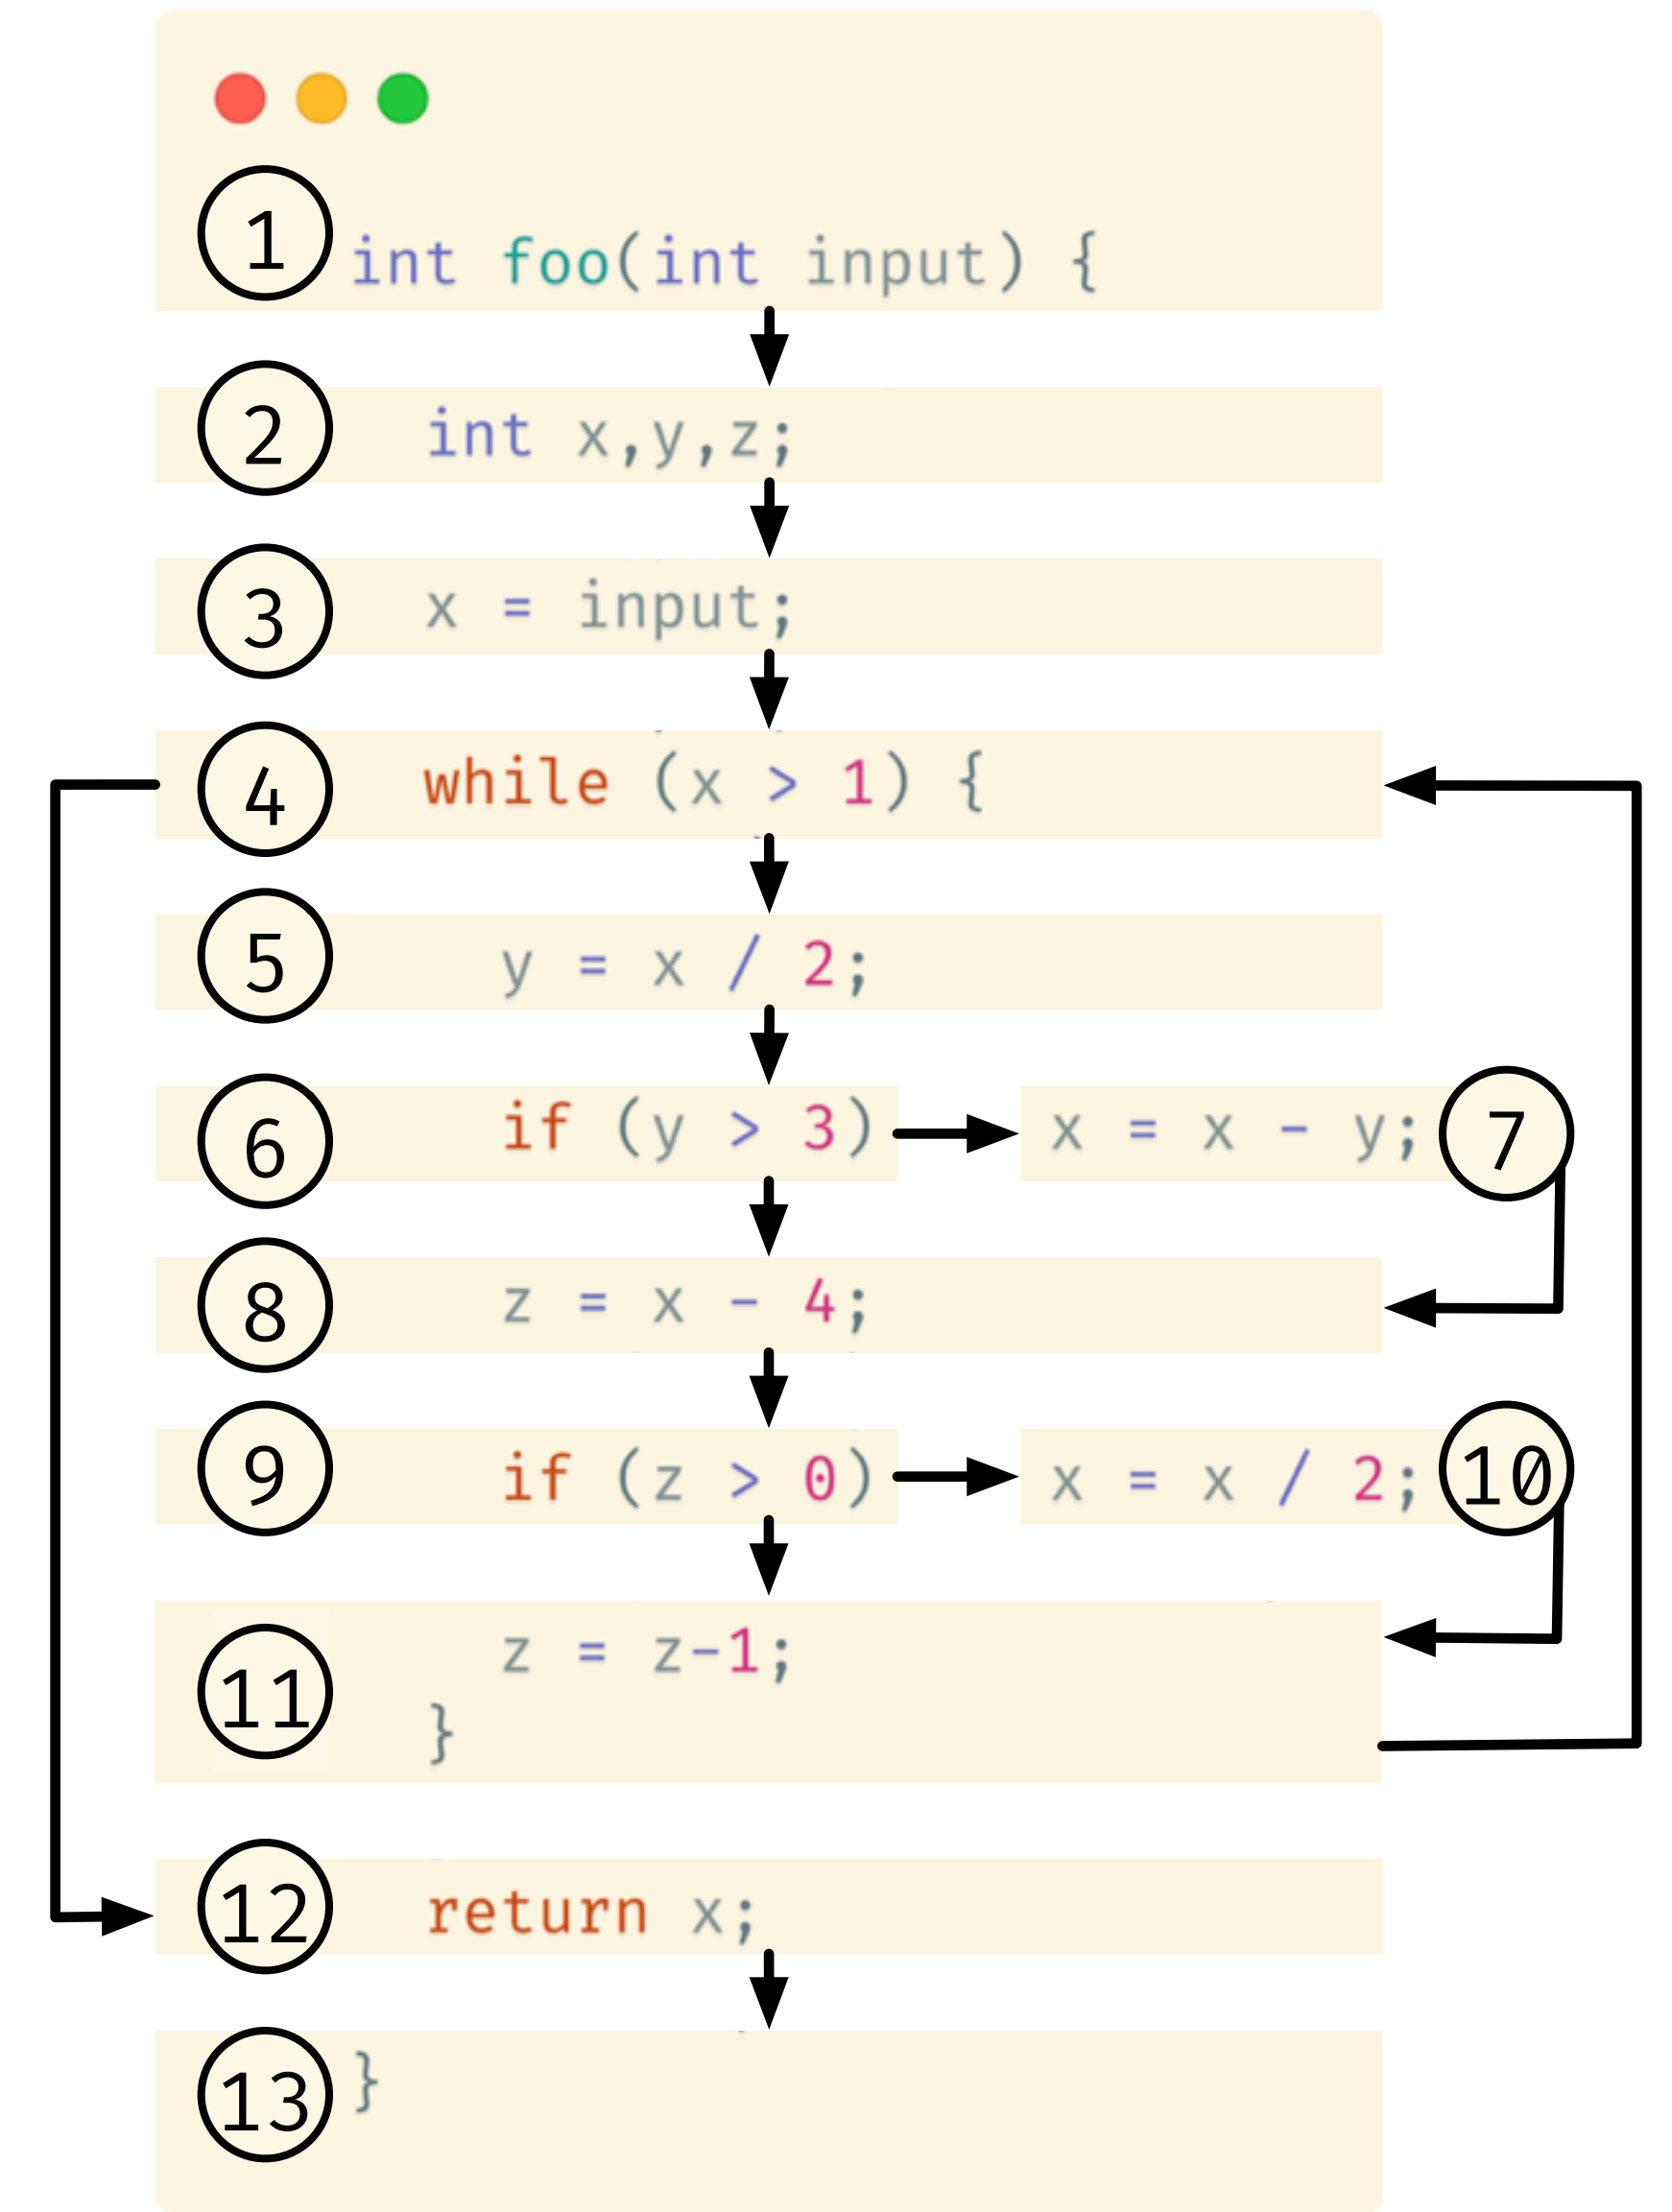 1 int foo(int input) {
2 int x,y,z;
3 x = input;
4 while (x > 1) {
5 y = x / 2;
6 if (y > 3) x = x - y; 7
8 z = x - 4;
9 if (z > 0) x = x / 2; 10
11 z = z-1;
}
12 return x;
13 }